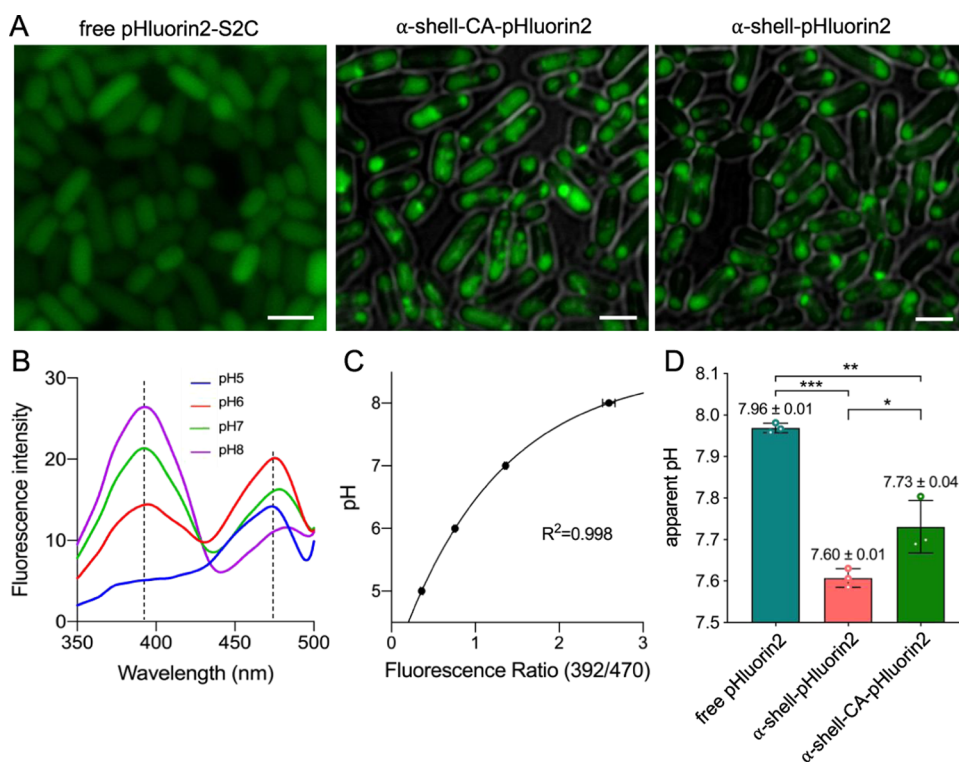 A
free pHluorin2-S2C
α-shell-CA-pHluorin2
α-shell-pHluorin2
B
Fluorescence intensity
30
20
10
0
350
400
450
500
Wavelength (nm)
pH5
pH6
pH7
pH8
C
pH
8
7
6
5
0
1
2
3
R²=0.998
Fluorescence Ratio (392/470)
D
apparent pH
8.1
8.0
7.9
7.8
7.7
7.6
7.5
**
***
*
7.96 ± 0.01
7.60 ± 0.01
7.73 ± 0.04
free pHluorin2
α-shell-pHluorin2
α-shell-CA-pHluorin2